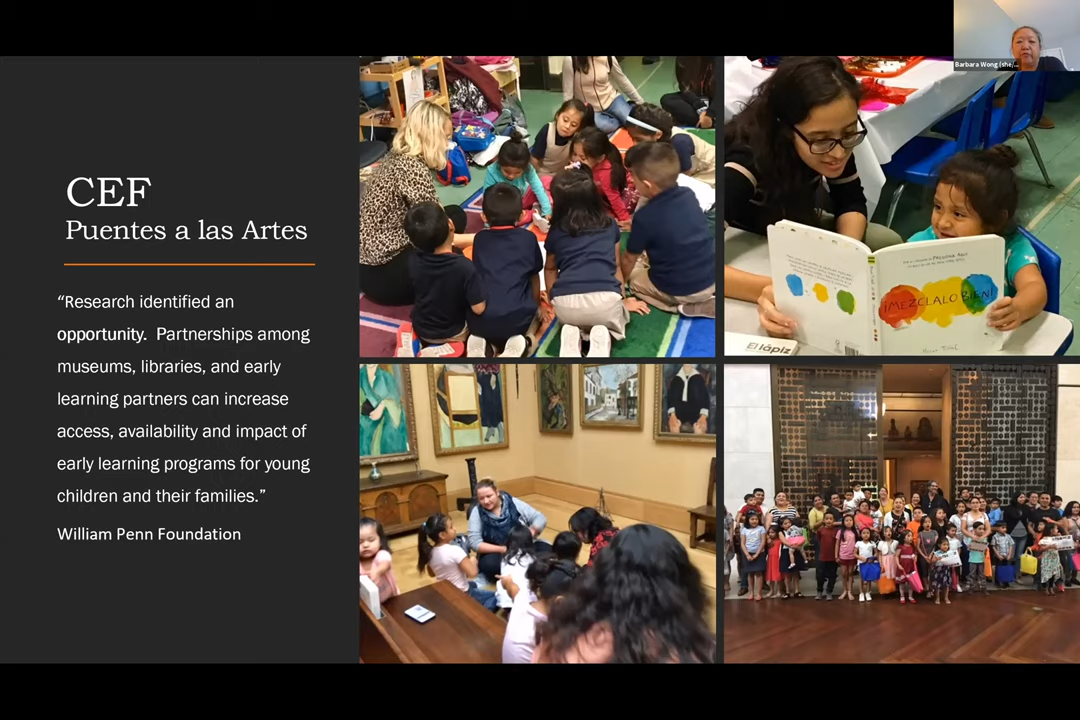 Barbara Wong (she/...
CEF
Puentes a las Artes
“Research identified an
opportunity.  Partnerships among
museums, libraries, and early
learning partners can increase
access, availability and impact of
early learning programs for young
children and their families.”
William Penn Foundation
¡MEZCLALO BIEN!
El lápiz